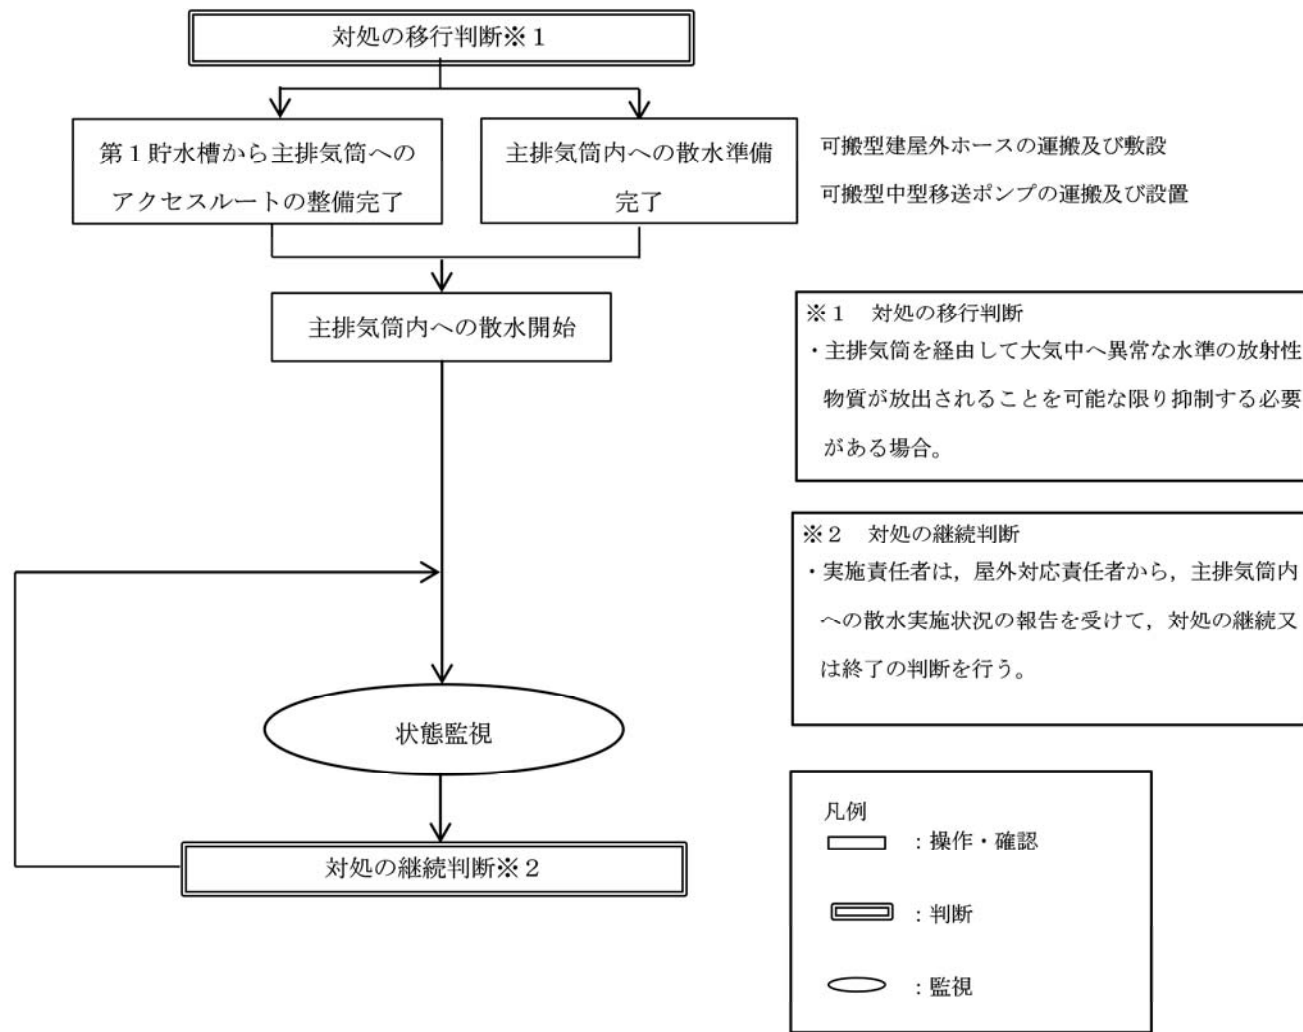 対処の移行判断※1
第1貯水槽から主排気筒への
アクセスルートの整備完了
主排気筒内への散水準備
完了
可搬型建屋外ホースの運搬及び敷設
可搬型中型移送ポンプの運搬及び設置
主排気筒内への散水開始
※1 対処の移行判断
・主排気筒を経由して大気中へ異常な水準の放射性
物質が放出されることを可能な限り抑制する必要
がある場合。
※2 対処の継続判断
・実施責任者は，屋外対応責任者から，主排気筒内
への散水実施状況の報告を受けて，対処の継続又
は終了の判断を行う。
状態監視
対処の継続判断※2
凡例
：操作・確認
：判断
：監視